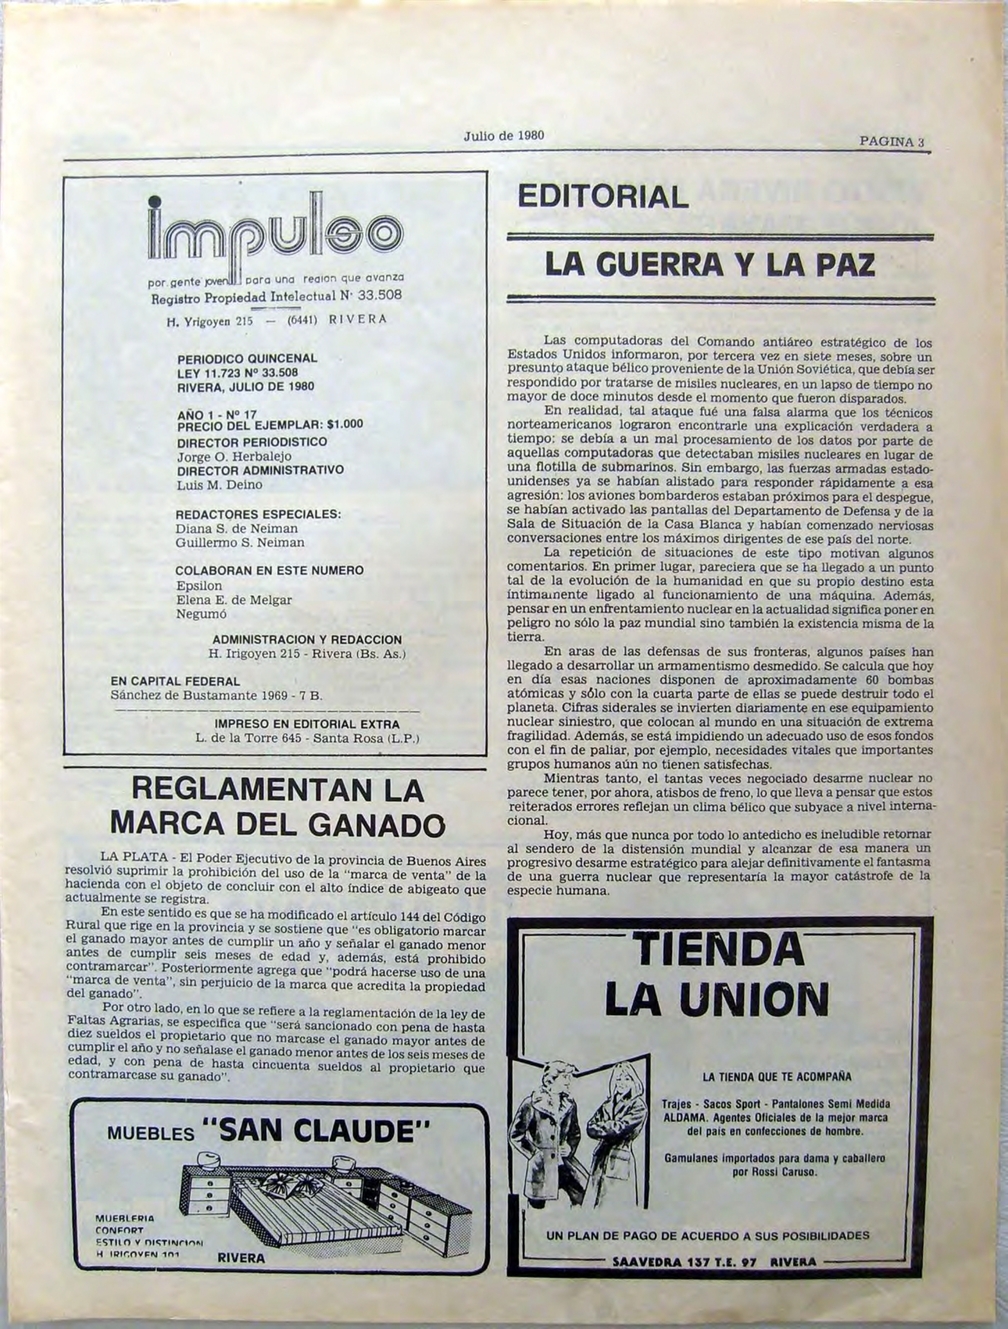 Julio de 1980
PAGINA 3
impulso
por gente joven para una region que avanza
Registro Propiedad Intelectual N· 33.508
H. Yrigoyen 215 — (6441) RIVERA
PERIODICO QUINCENAL
LEY 11.723 Nº 33.508
RIVERA, JULIO DE 1980
AÑO 1 - Nº 17
PRECIO DEL EJEMPLAR: $1.000
DIRECTOR PERIODISTICO
Jorge O. Herbalejo
DIRECTOR ADMINISTRATIVO
Luis M. Deino
REDACTORES ESPECIALES:
Diana S. de Neiman
Guillermo S. Neiman
COLABORAN EN ESTE NUMERO
Epsilon
Elena E. de Melgar
Negumó
ADMINISTRACION Y REDACCION
H. Irigoyen 215 - Rivera (Bs. As.)
EN CAPITAL FEDERAL
Sánchez de Bustamante 1969 - 7 B.
IMPRESO EN EDITORIAL EXTRA
L. de la Torre 645 - Santa Rosa (L.P.)
REGLAMENTAN LA
MARCA DEL GANADO
LA PLATA - El Poder Ejecutivo de la provincia de Buenos Aires
resolvió suprimir la prohibición del uso de la "marca de venta" de la
hacienda con el objeto de concluir con el alto índice de abigeato que
actualmente se registra.
En este sentido es que se ha modificado el artículo 144 del Código
Rural que rige en la provincia y se sostiene que "es obligatorio marcar
el ganado mayor antes de cumplir un año y señalar el ganado menor
antes de cumplir seis meses de edad y, además, está prohibido
contramarcar". Posteriormente agrega que "podrá hacerse uso de una
"marca de venta", sin perjuicio de la marca que acredita la propiedad
del ganado".
Por otro lado, en lo que se refiere a la reglamentación de la ley de
Faltas Agrarias, se especifica que "será sancionado con pena de hasta
diez sueldos el propietario que no marcase el ganado mayor antes de
cumplir el año y no señalase el ganado menor antes de los seis meses de
edad, y con pena de hasta cincuenta sueldos al propietario que
contramarcase su ganado".
MUEBLES "SAN CLAUDE"
MUEBLERIA
CONFORT
ESTILO Y DISTINCION
H IRIGOYEN 101
RIVERA
EDITORIAL
LA GUERRA Y LA PAZ
Las computadoras del Comando antiáreo estratégico de los
Estados Unidos informaron, por tercera vez en siete meses, sobre un
presunto ataque bélico proveniente de la Unión Soviética, que debía ser
respondido por tratarse de misiles nucleares, en un lapso de tiempo no
mayor de doce minutos desde el momento que fueron disparados.
En realidad, tal ataque fué una falsa alarma que los técnicos
norteamericanos lograron encontrarle una explicación verdadera a
tiempo: se debía a un mal procesamiento de los datos por parte de
aquellas computadoras que detectaban misiles nucleares en lugar de
una flotilla de submarinos. Sin embargo, las fuerzas armadas estado-
unidenses ya se habían alistado para responder rápidamente a esa
agresión: los aviones bombarderos estaban próximos para el despegue,
se habían activado las pantallas del Departamento de Defensa y de la
Sala de Situación de la Casa Blanca y habían comenzado nerviosas
conversaciones entre los máximos dirigentes de ese país del norte.
La repetición de situaciones de este tipo motivan algunos
comentarios. En primer lugar, pareciera que se ha llegado a un punto
tal de la evolución de la humanidad en que su propio destino esta
íntimamente ligado al funcionamiento de una máquina. Además,
pensar en un enfrentamiento nuclear en la actualidad significa poner en
peligro no sólo la paz mundial sino también la existencia misma de la
tierra.
En aras de las defensas de sus fronteras, algunos países han
llegado a desarrollar un armamentismo desmedido. Se calcula que hoy
en día esas naciones disponen de aproximadamente 60 bombas
atómicas y sólo con la cuarta parte de ellas se puede destruir todo el
planeta. Cifras siderales se invierten diariamente en ese equipamiento
nuclear siniestro, que colocan al mundo en una situación de extrema
fragilidad. Además, se está impidiendo un adecuado uso de esos fondos
con el fin de paliar, por ejemplo, necesidades vitales que importantes
grupos humanos aún no tienen satisfechas.
Mientras tanto, el tantas veces negociado desarme nuclear no
parece tener, por ahora, atisbos de freno, lo que lleva a pensar que estos
reiterados errores reflejan un clima bélico que subyace a nivel interna-
cional.
Hoy, más que nunca por todo lo antedicho es ineludible retornar
al sendero de la distensión mundial y alcanzar de esa manera un
progresivo desarme estratégico para alejar definitivamente el fantasma
de una guerra nuclear que representaría la mayor catástrofe de la
especie humana.
TIENDA
LA UNION
LA TIENDA QUE TE ACOMPAÑA
Trajes - Sacos Sport - Pantalones Semi Medida
ALDAMA. Agentes Oficiales de la mejor marca
del país en confecciones de hombre.
Gamulanes importados para dama y caballero
por Rossi Caruso.
UN PLAN DE PAGO DE ACUERDO A SUS POSIBILIDADES
SAAVEDRA 137 T.E. 97 RIVERA